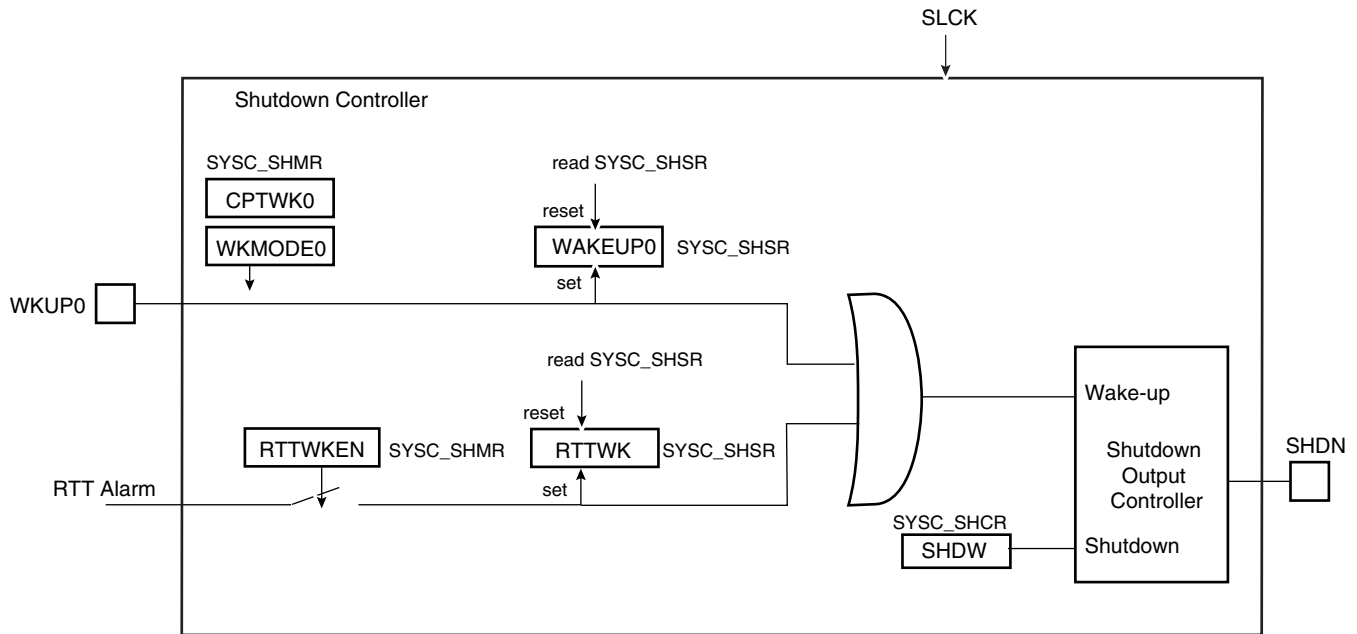 SLCK
Shutdown Controller
SYSC_SHMR
CPTWK0
WKMODE0
read SYSC_SHSR
reset
WAKEUP0
SYSC_SHSR
set
WKUP0
read SYSC_SHSR
reset
RTTWKEN
SYSC_SHMR
RTTWK
SYSC_SHSR
set
RTT Alarm
Wake-up
Shutdown
Output
Controller
SHDN
SYSC_SHCR
SHDW
Shutdown